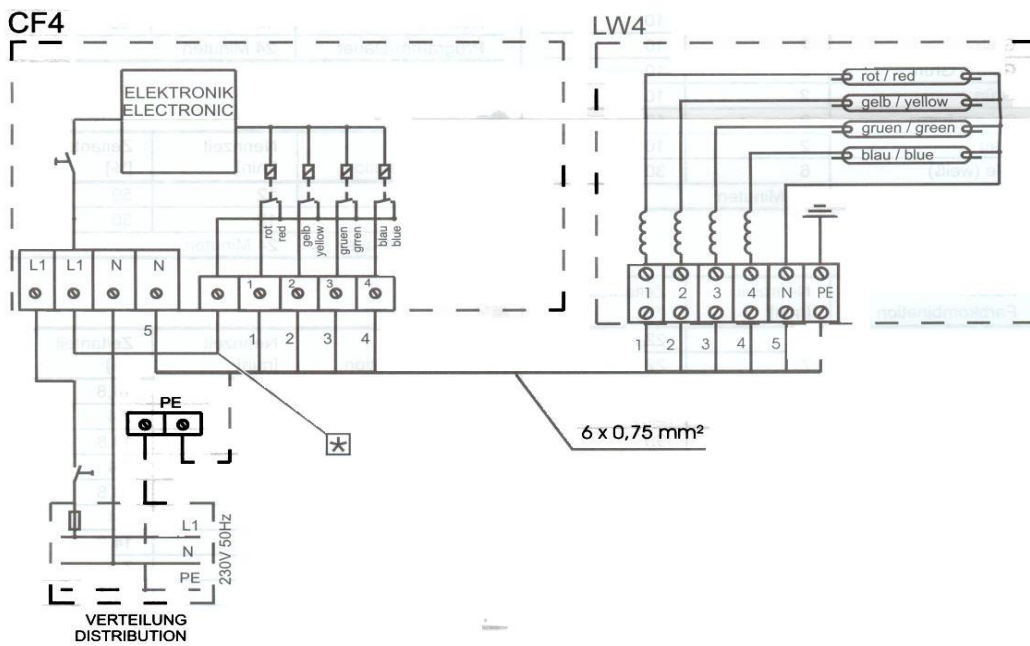 CF4
LW4
ELEKTRONIK
ELECTRONIC
rot / red
gelb / yellow
gruen / green
blau / blue
rot
red
gelb
yellow
gruen
grren
blau
blue
L1 L1 N N
1 2 3 4
1 2 3 4 N PE
5 1 2 3 4
1 2 3 4 5
PE
*
6 x 0,75 mm²
L1
N
PE
230V 50Hz
VERTEILUNG
DISTRIBUTION
Farbkombination